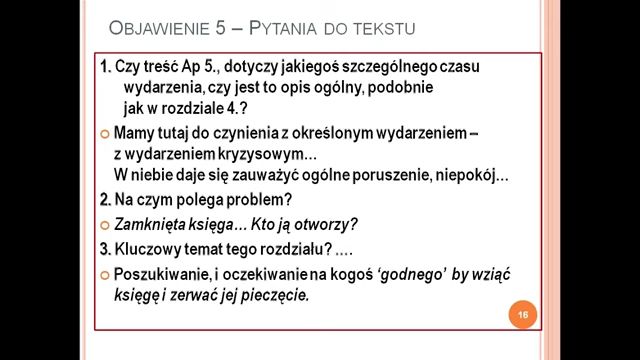 OBJAWIENIE 5 – PYTANIA DO TEKSTU
1. Czy treść Ap 5., dotyczy jakiegoś szczególnego czasu
wydarzenia, czy jest to opis ogólny, podobnie
jak w rozdziale 4.?
Mamy tutaj do czynienia z określonym wydarzeniem –
z wydarzeniem kryzysowym...
W niebie daje się zauważyć ogólne poruszenie, niepokój...
2. Na czym polega problem?
Zamknięta księga... Kto ją otworzy?
3. Kluczowy temat tego rozdziału? ....
Poszukiwanie, i oczekiwanie na kogoś 'godnego' by wziąć
księgę i zerwać jej pieczęcie.
16